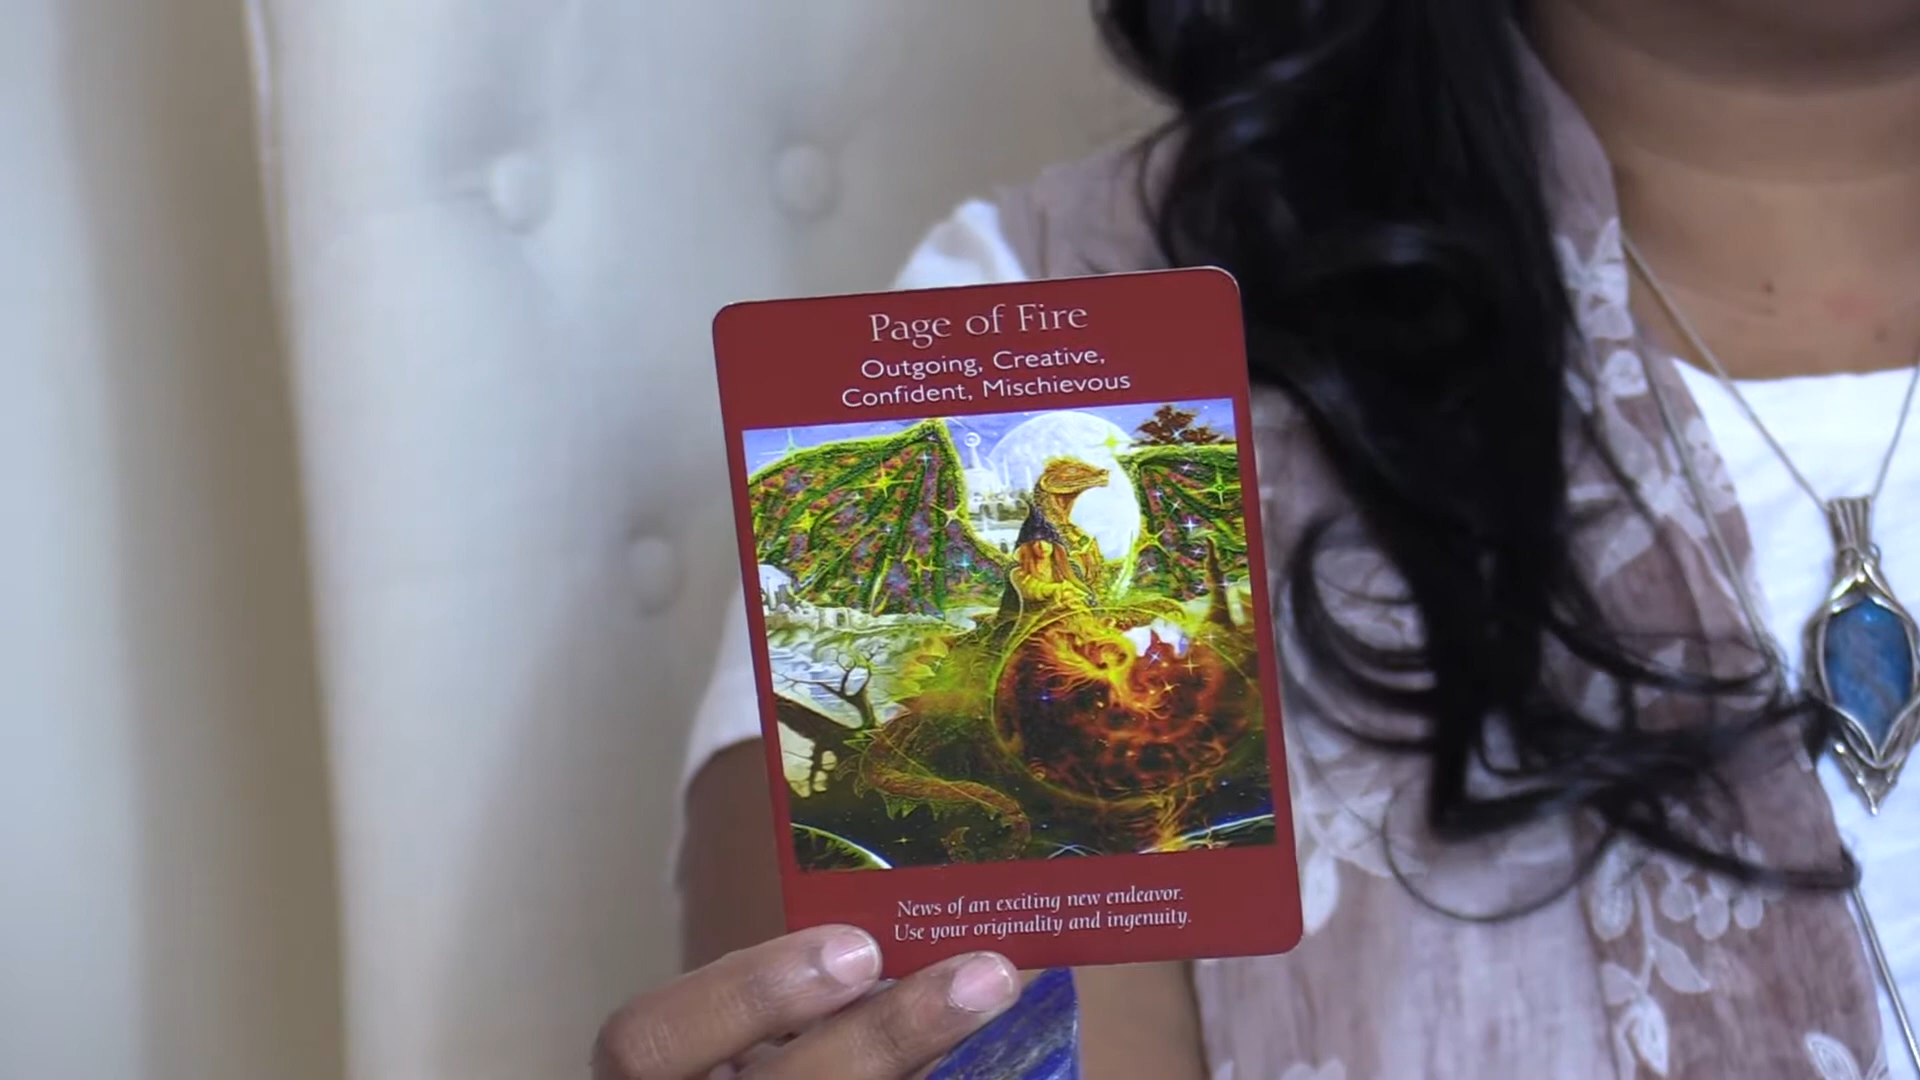 Page of Fire
Outgoing, Creative,
Confident, Mischievous
News of an exciting new endeavor.
Use your originality and ingenuity.